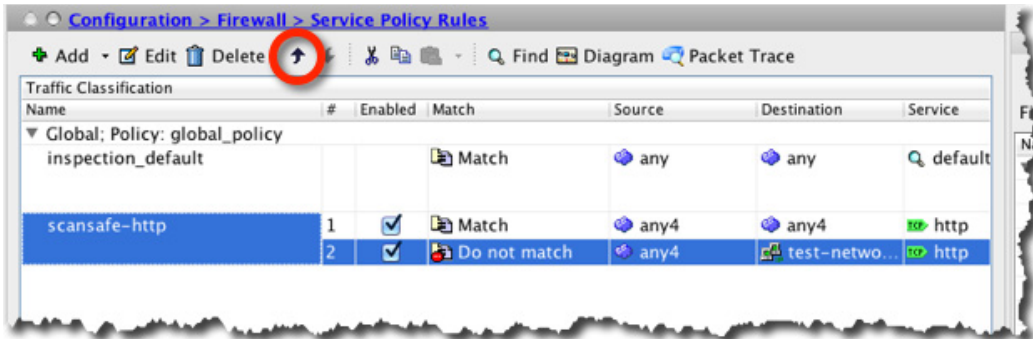 Configuration > Firewall > Service Policy Rules
Add Edit Delete Find Diagram Packet Trace
Traffic Classification
Name # Enabled Match Source Destination Service
Global; Policy: global_policy
inspection_default Match any any default
scansafe-http 1 Match any4 any4 TCP http
2 Do not match any4 test-netwo... TCP http